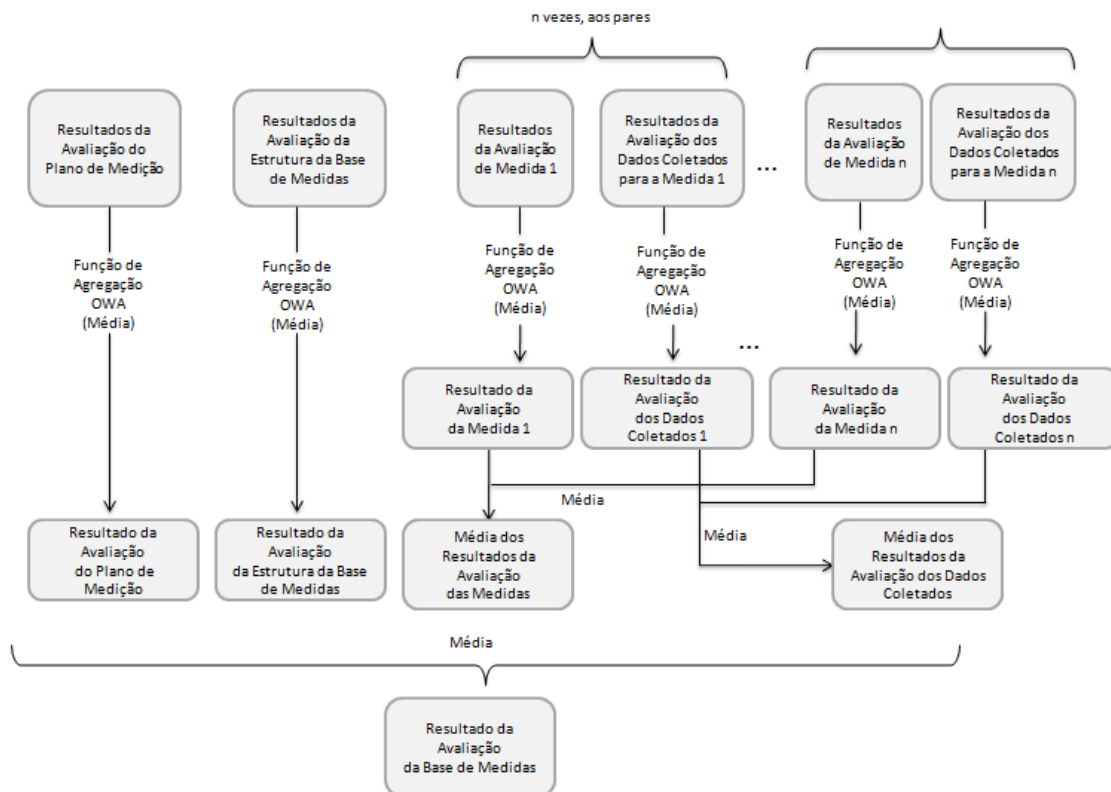 n vezes, aos pares
Resultados da
Avaliação do
Plano de Medição
Resultados da
Avaliação da
Estrutura da Base
de Medidas
Resultados
da Avaliação
de Medida 1
Resultados da
Avaliação dos
Dados Coletados
para a Medida 1
...
Resultados
da Avaliação
de Medida n
Resultados da
Avaliação dos
Dados Coletados
para a Medida n
Função de
Agregação
OWA
(Média)
Função de
Agregação
OWA
(Média)
Função de
Agregação
OWA
(Média)
Função de
Agregação
OWA
(Média)
Função de
Agregação
OWA
(Média)
Função de
Agregação
OWA
(Média)
...
Resultado da
Avaliação
da Medida 1
Resultado da
Avaliação
dos Dados
Coletados 1
Resultado da
Avaliação
da Medida n
Resultado da
Avaliação
dos Dados
Coletados n
Média
Média
Resultado da
Avaliação
do Plano de
Medição
Resultado da
Avaliação
da Estrutura da Base
de Medidas
Média dos
Resultados da
Avaliação
das Medidas
Média dos
Resultados da
Avaliação dos Dados
Coletados
Média
Resultado da
Avaliação
da Base de Medidas